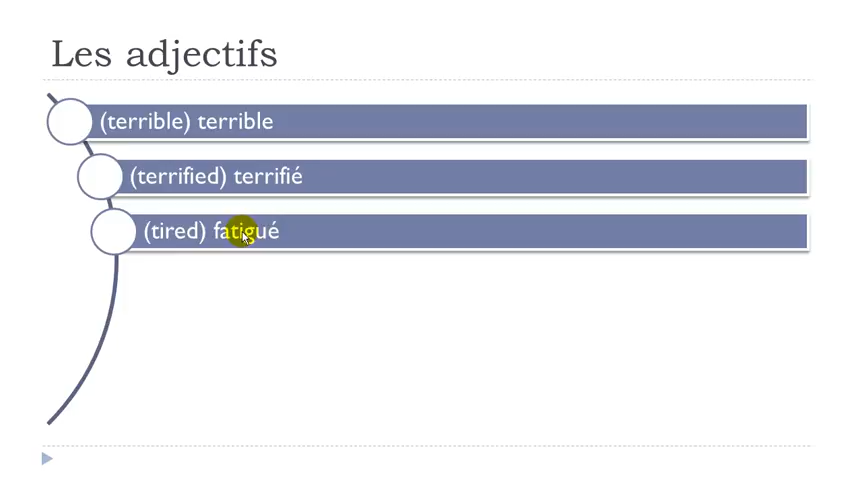 Les adjectifs
(terrible) terrible
(terrified) terrifié
(tired) fatigué